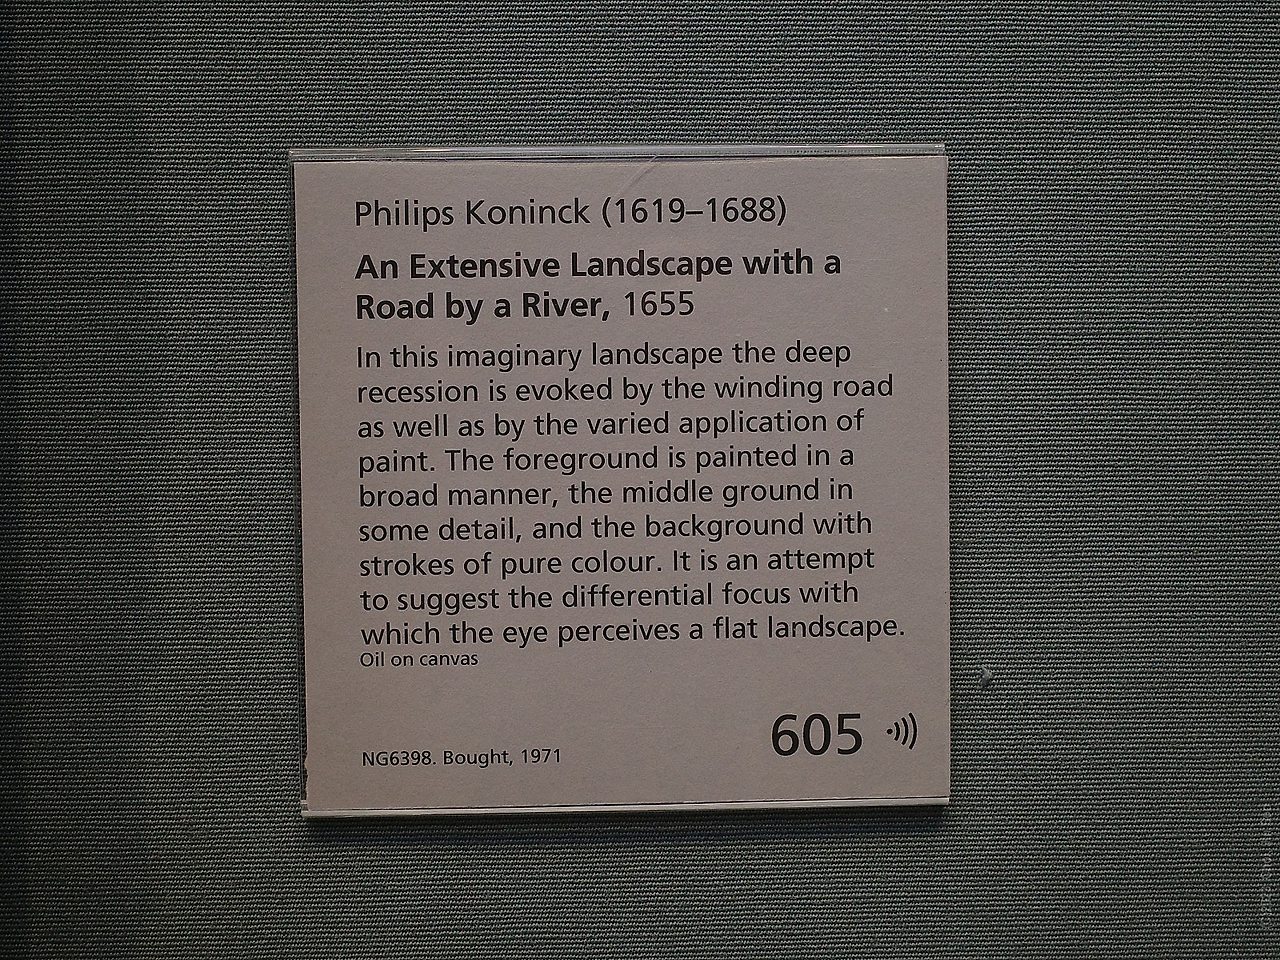 Philips Koninck (1619–1688)
An Extensive Landscape with a
Road by a River, 1655
In this imaginary landscape the deep
recession is evoked by the winding road
as well as by the varied application of
paint. The foreground is painted in a
broad manner, the middle ground in
some detail, and the background with
strokes of pure colour. It is an attempt
to suggest the differential focus with
which the eye perceives a flat landscape.
Oil on canvas
605
NG6398. Bought, 1971